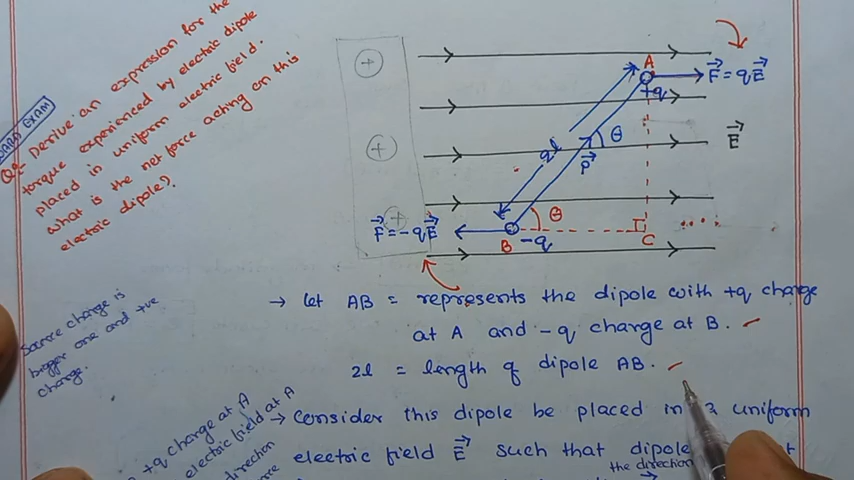 BOARD EXAM
Q. Derive an expression for the
torque experienced by electric dipole
placed in uniform electric field.
What is the net force acting on this
electric dipole?
A
+q
F = qE
E
θ
P
2l
θ
F = -qE
B
-q
C
→ Let AB = represents the dipole with +q charge
at A and -q charge at B.
2l = length of dipole AB.
→ Consider this dipole be placed in a uniform
electric field E such that dipole
the direction
Source charge is
bigger one and +ve
charge.
+q charge at A
electric field at A
direction